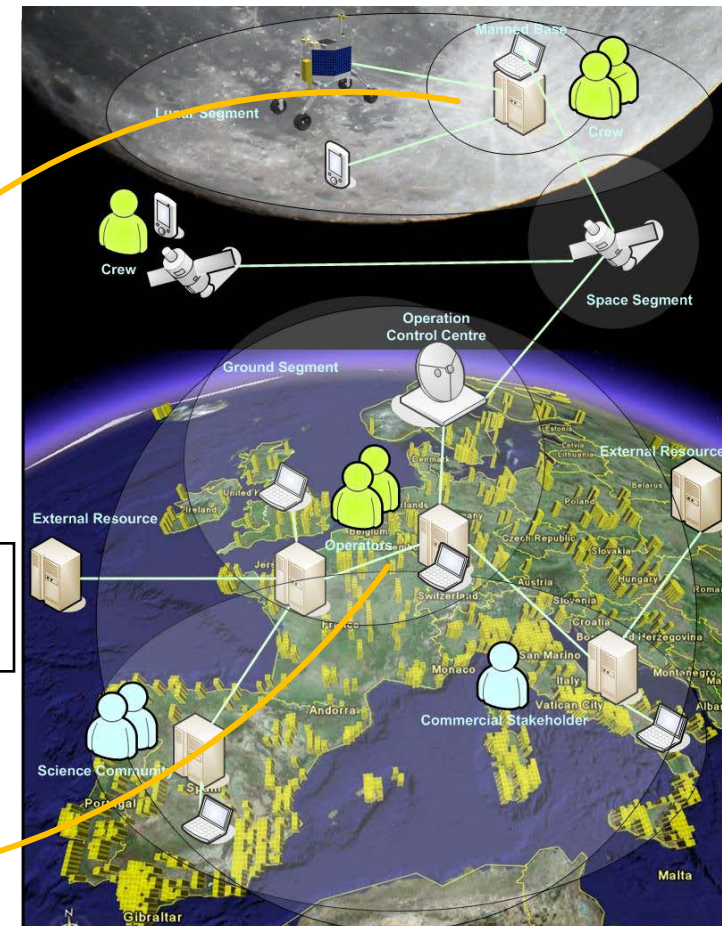 Manned Base
Lunar Segment
Crew
Crew
Space Segment
Operation
Control Centre
Ground Segment
Estonia
Latvia
Lithuania
External Resource
Denmark
Belarus
United K
Ireland
Poland
External Resource
Operators
Belgium
Czech Republic
Slovakia
Austria
Hungary
Switzerland
Slovenia
France
Croatia
San Marino
Monaco
Italy
Montenegro
Andorra
Vatican City
Commercial Stakeholder
Science Community
Spain
Portugal
Malta
Gibraltar
N